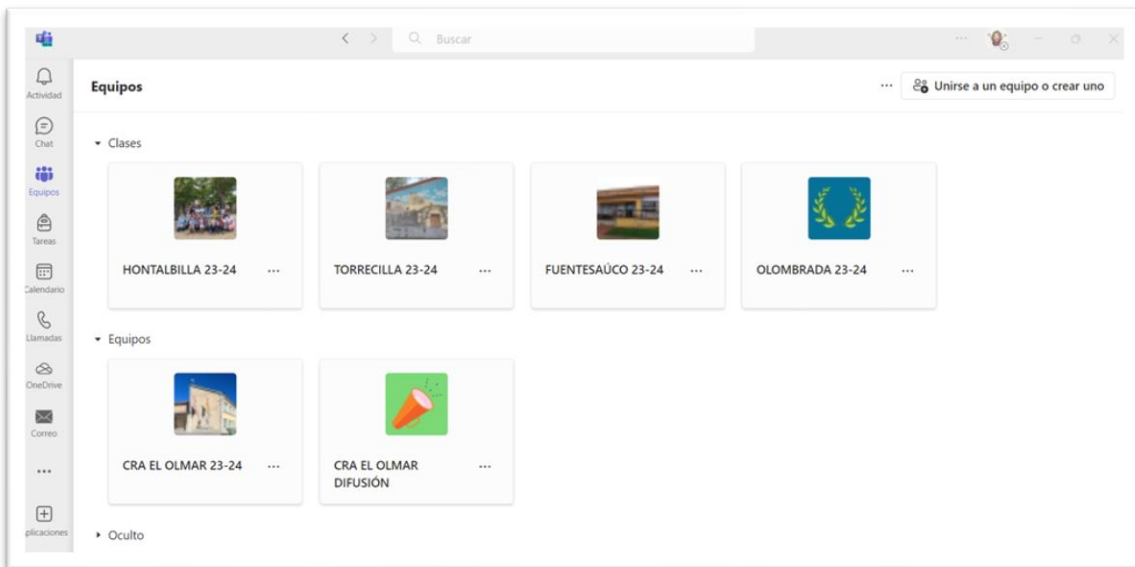 Buscar
Actividad
Chat
Equipos
Tareas
Calendario
Llamadas
OneDrive
Correo
plicaciones
Equipos
Unirse a un equipo o crear uno
Clases
HONTALBILLA 23-24
TORRECILLA 23-24
FUENTESAÚCO 23-24
OLOMBRADA 23-24
Equipos
CRA EL OLMAR 23-24
CRA EL OLMAR
DIFUSIÓN
Oculto